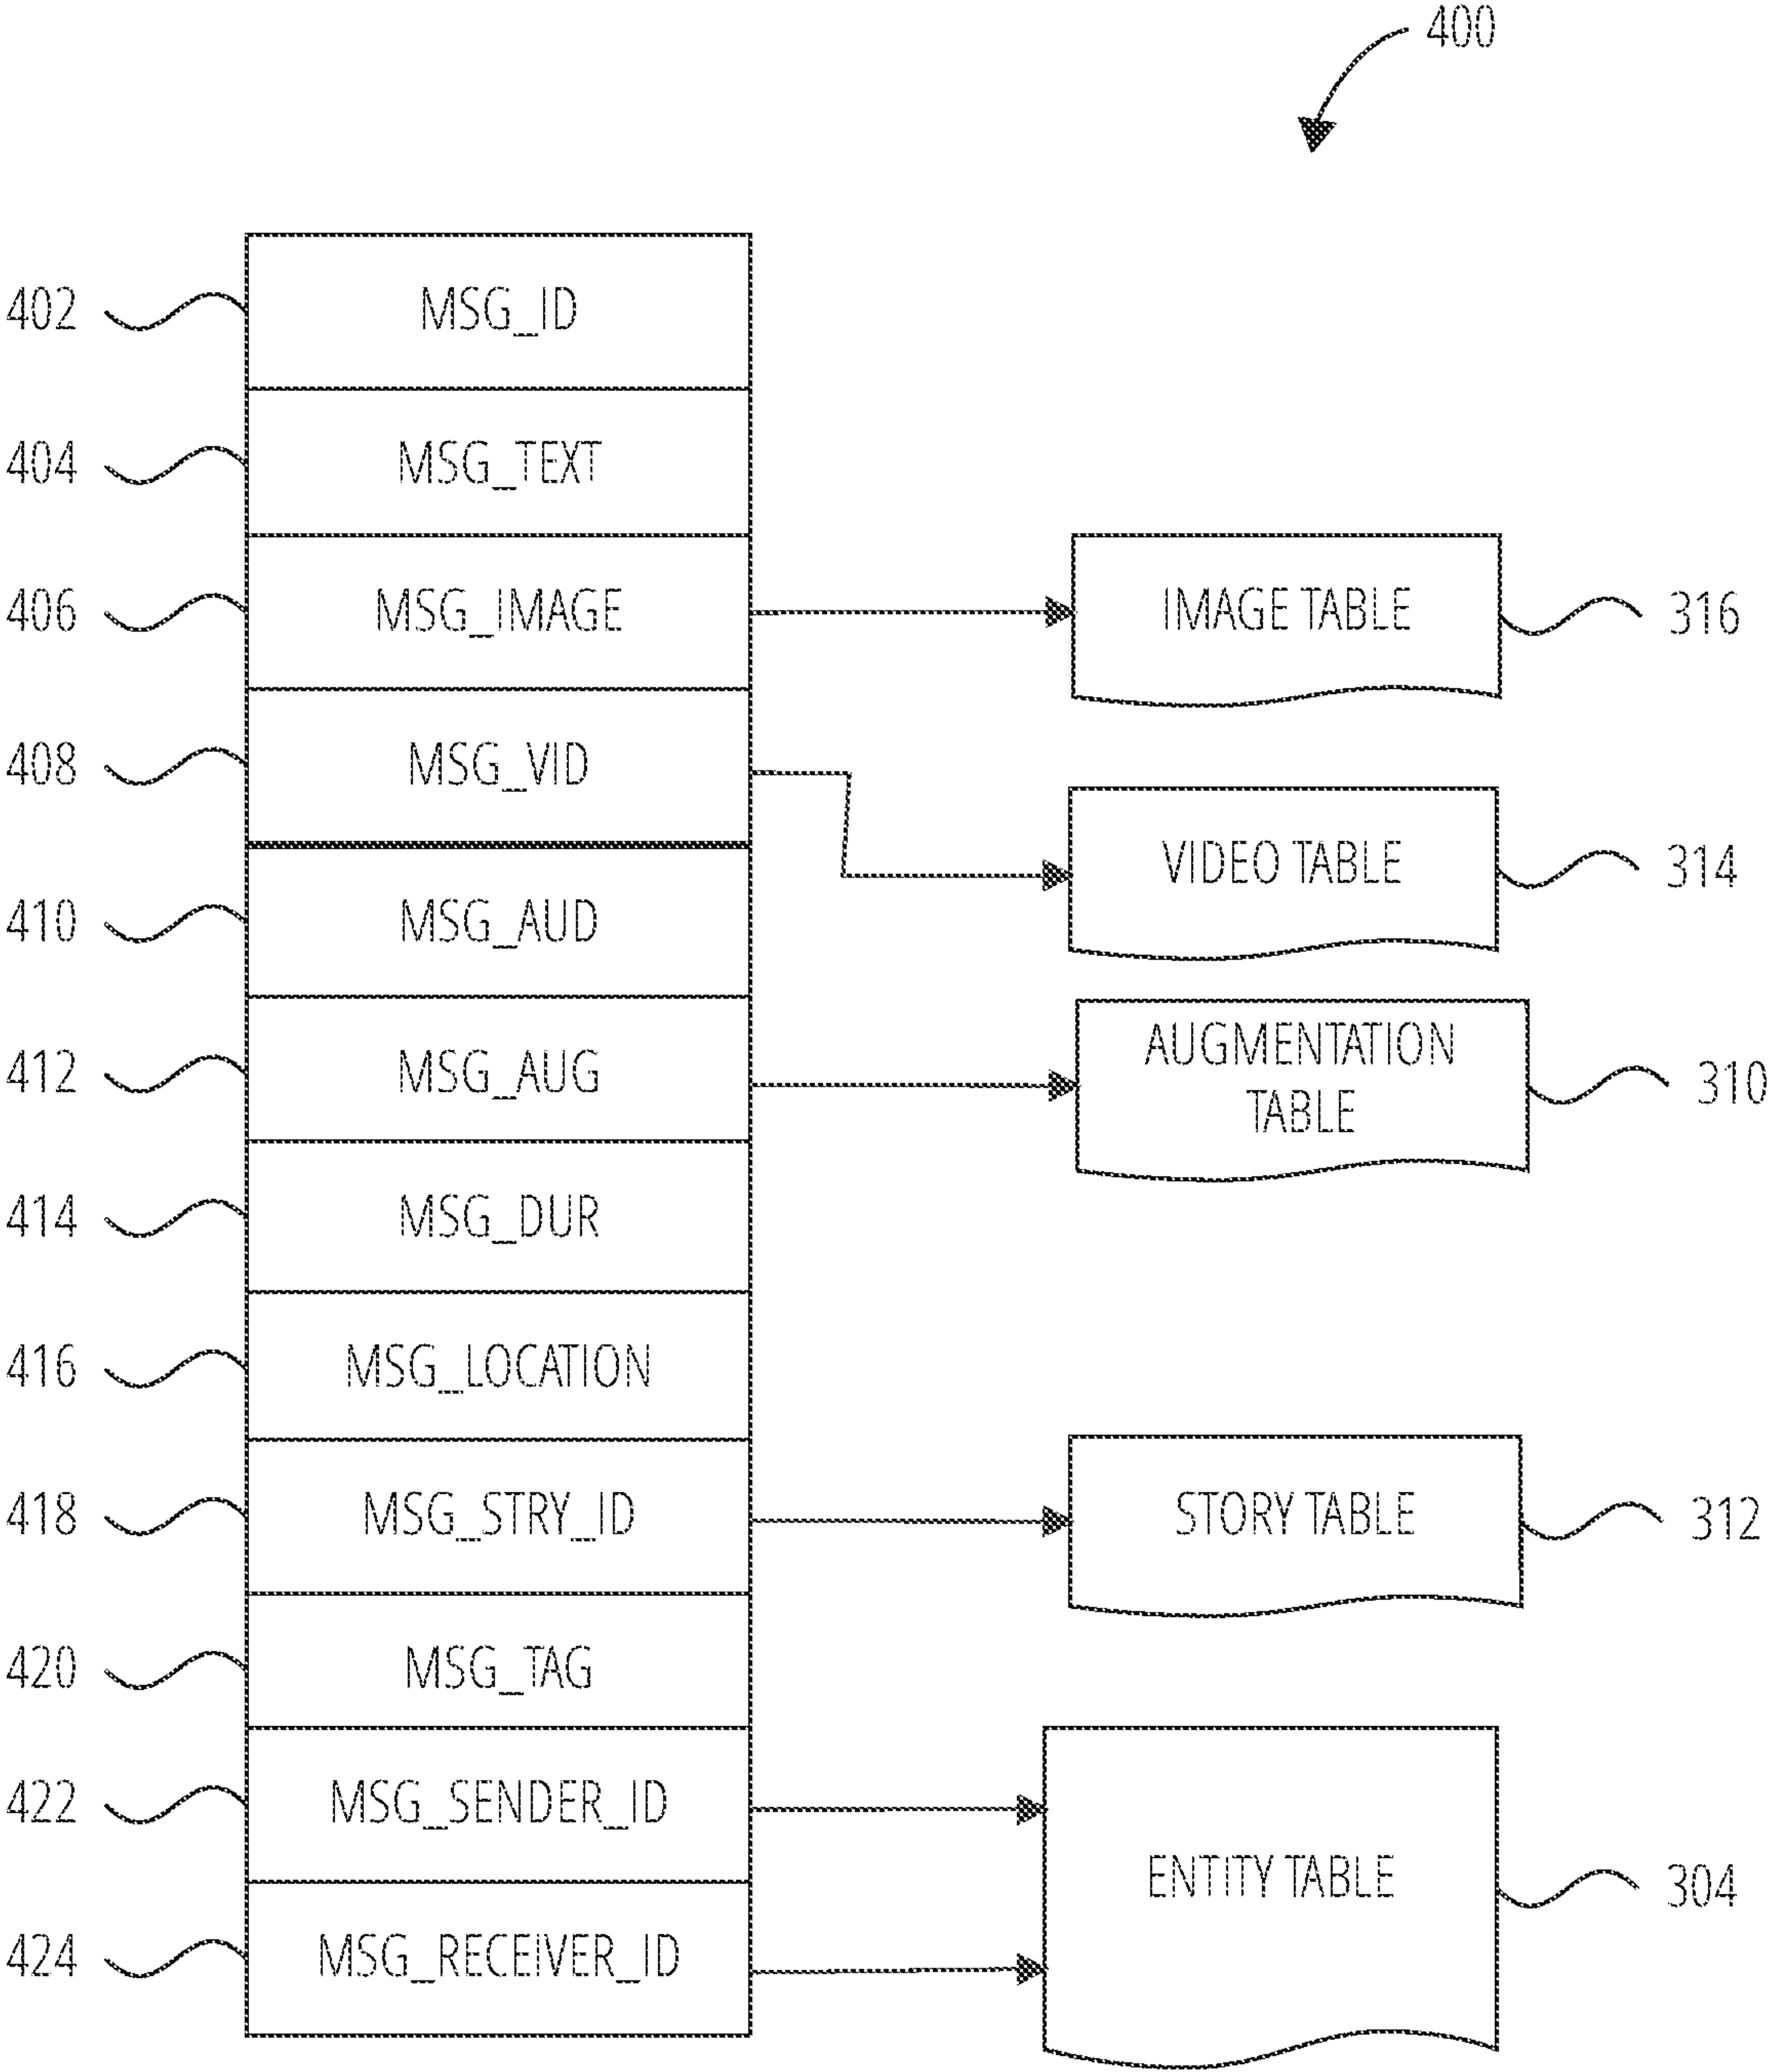 400
402 MSG_ID
404 MSG_TEXT
406 MSG_IMAGE IMAGE TABLE 316
408 MSG_VID
VIDEO TABLE 314
410 MSG_AUD
412 MSG_AUG AUGMENTATION
TABLE 310
414 MSG_DUR
416 MSG_LOCATION
418 MSG_STRY_ID STORY TABLE 312
420 MSG_TAG
422 MSG_SENDER_ID
ENTITY TABLE 304
424 MSG_RECEIVER_ID